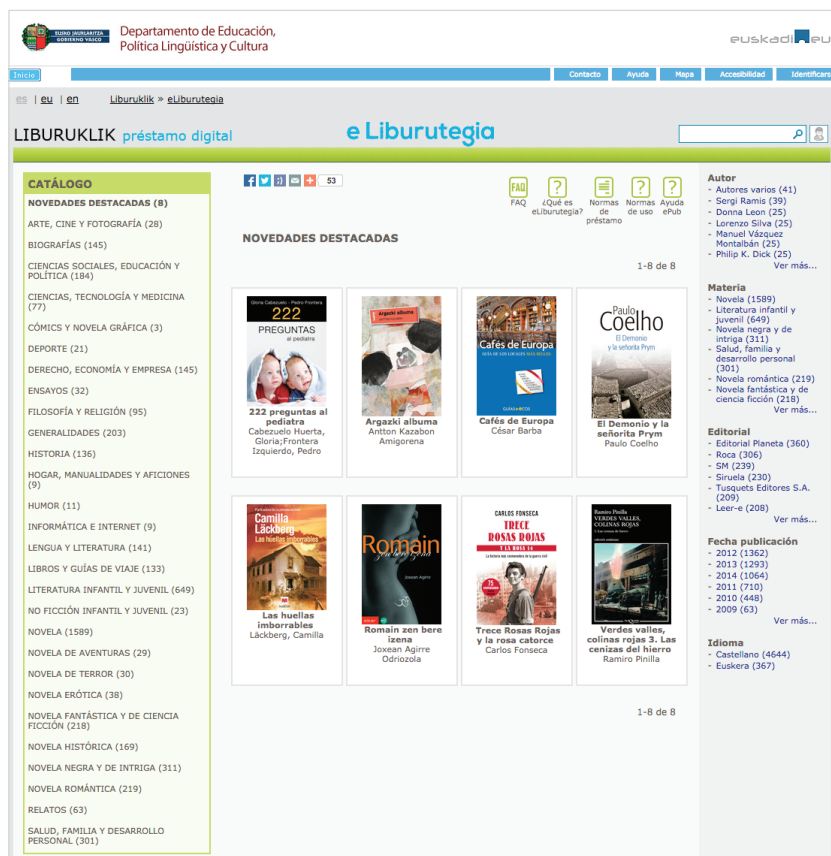 EUSKO JAURLARITZA
GOBIERNO VASCO
Departamento de Educación,
Política Lingüística
y Cultura
euskadi.eu
Inicio
Contacto
Ayuda
Mapa
Accesibilidad
Identificars
es | eu | en
Liburuklik » eLiburutegia
LIBURUKLIK préstamo digital
e Liburutegia
CATÁLOGO
NOVEDADES DESTACADAS (8)
ARTE, CINE Y FOTOGRAFÍA (28)
BIOGRAFÍAS (145)
CIENCIAS SOCIALES, EDUCACIÓN Y
POLÍTICA (184)
CIENCIAS, TECNOLOGÍA Y MEDICINA
(77)
CÓMICS Y NOVELA GRÁFICA (3)
DEPORTE (21)
DERECHO, ECONOMÍA Y EMPRESA (145)
ENSAYOS (32)
FILOSOFÍA Y RELIGIÓN (95)
GENERALIDADES (203)
HISTORIA (136)
HOGAR, MANUALIDADES Y AFICIONES
(9)
HUMOR (11)
INFORMÁTICA E INTERNET (9)
LENGUA Y LITERATURA (141)
LIBROS Y GUÍAS DE VIAJE (133)
LITERATURA INFANTIL Y JUVENIL (649)
NO FICCIÓN INFANTIL Y JUVENIL (23)
NOVELA (1589)
NOVELA DE AVENTURAS (29)
NOVELA DE TERROR (30)
NOVELA ERÓTICA (38)
NOVELA FANTÁSTICA Y DE CIENCIA
FICCIÓN (218)
NOVELA HISTÓRICA (169)
NOVELA NEGRA Y DE INTRIGA (311)
NOVELA ROMÁNTICA (219)
RELATOS (63)
SALUD, FAMILIA Y DESARROLLO
PERSONAL (301)
53
FAQ
FAQ
¿Qué es
eLiburutegia?
Normas
de
préstamo
Normas
de uso
Ayuda
ePub
NOVEDADES DESTACADAS
1-8 de 8
Gloria Cabezuelo - Pedro Frontera
222
PREGUNTAS
al pediatra
222 preguntas al
pediatra
Cabezuelo Huerta,
Gloria;Frontera
Izquierdo, Pedro
Argazki albuma
Argazki albuma
Antton Kazabon
Amigorena
Cafés de Europa
GUÍA DE LOS LOCALES MÁS BELLOS
Cafés de Europa
César Barba
Paulo
Coelho
El Demonio
y la señorita Prym
El Demonio y la
señorita Prym
Paulo Coelho
Camilla
Läckberg
Las huellas imborrables
Las huellas
imborrables
Läckberg, Camilla
Romain
zen bere izena
Joxean Agirre
Romain zen bere
izena
Joxean Agirre
Odriozola
CARLOS FONSECA
TRECE
ROSAS ROJAS
Y LA ROSA 14
15
Trece Rosas Rojas
y la rosa catorce
Carlos Fonseca
Ramiro Pinilla
VERDES VALLES,
COLINAS ROJAS
Verdes valles,
colinas rojas 3. Las
cenizas del hierro
Ramiro Pinilla
1-8 de 8
Autor
- Autores varios (41)
- Sergi Ramis (39)
- Donna Leon (25)
- Lorenzo Silva (25)
- Manuel Vázquez
Montalbán (25)
- Philip K. Dick (25)
Ver más...
Materia
- Novela (1589)
- Literatura infantil y
juvenil (649)
- Novela negra y de
intriga (311)
- Salud, familia y
desarrollo personal
(301)
- Novela romántica (219)
- Novela fantástica y de
ciencia ficción (218)
Ver más...
Editorial
- Editorial Planeta (360)
- Roca (306)
- SM (239)
- Siruela (230)
- Tusquets Editores S.A.
(209)
- Leer-e (208)
Ver más...
Fecha publicación
- 2012 (1362)
- 2013 (1293)
- 2014 (1064)
- 2011 (710)
- 2010 (448)
- 2009 (63)
Ver más...
Idioma
- Castellano (4644)
- Euskera (367)